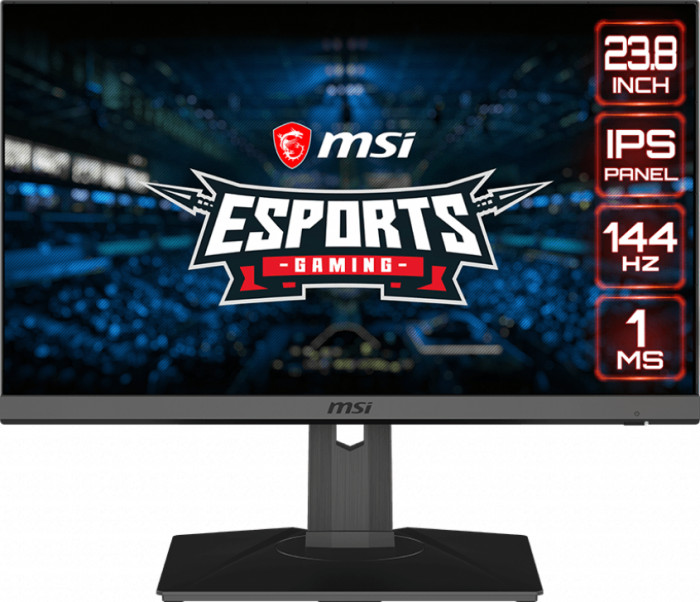 msi
ESPORTS
-GAMING-
23.8
INCH
IPS
PANEL
144
HZ
1
MS
msi